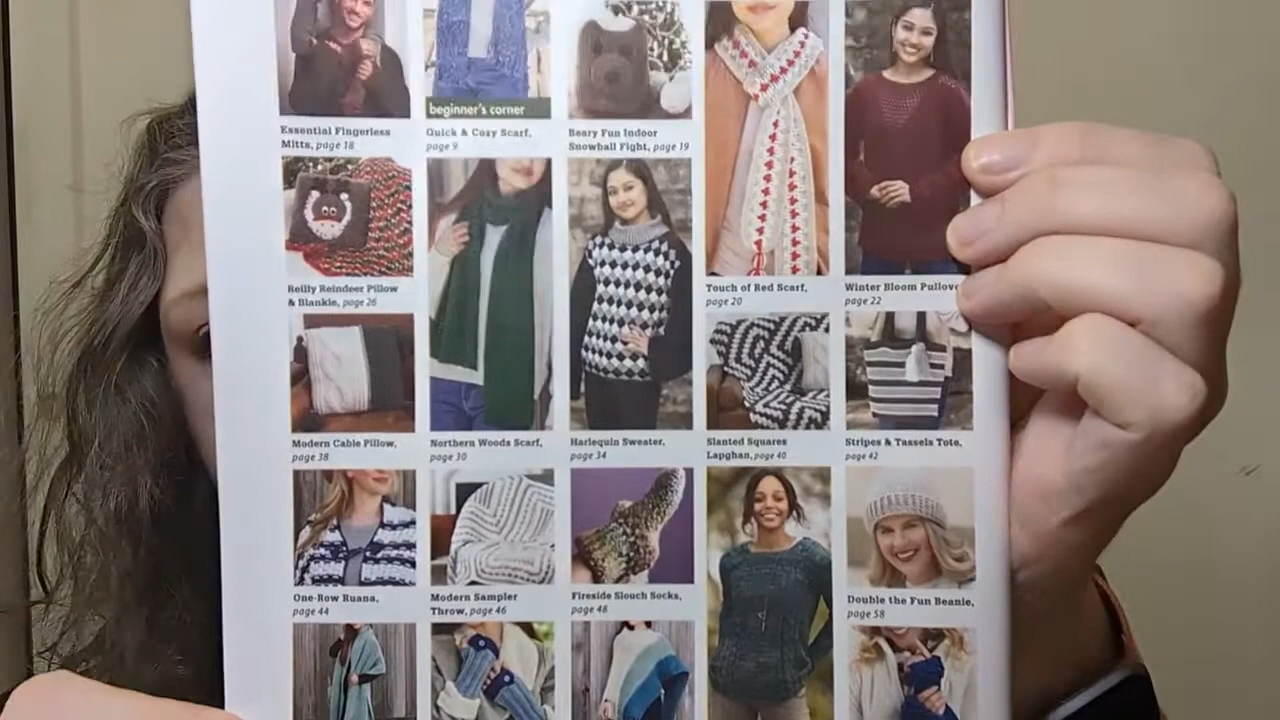 beginner's corner
Essential Fingerless
Mitts, page 18
Quick & Cozy Scarf,
page 9
Beary Fun Indoor
Snowball Fight, page 19
Reilly Reindeer Pillow
& Blankie, page 26
Touch of Red Scarf,
page 20
Winter Bloom Pullove
page 22
Modern Cable Pillow,
page 38
Northern Woods Scarf,
page 30
Harlequin Sweater,
page 34
Slanted Squares
Lapghan, page 40
Stripes & Tassels Tote,
page 42
One-Row Ruana,
page 44
Modern Sampler
Throw, page 46
Fireside Slouch Socks,
page 48
Double the Fun Beanie,
page 58